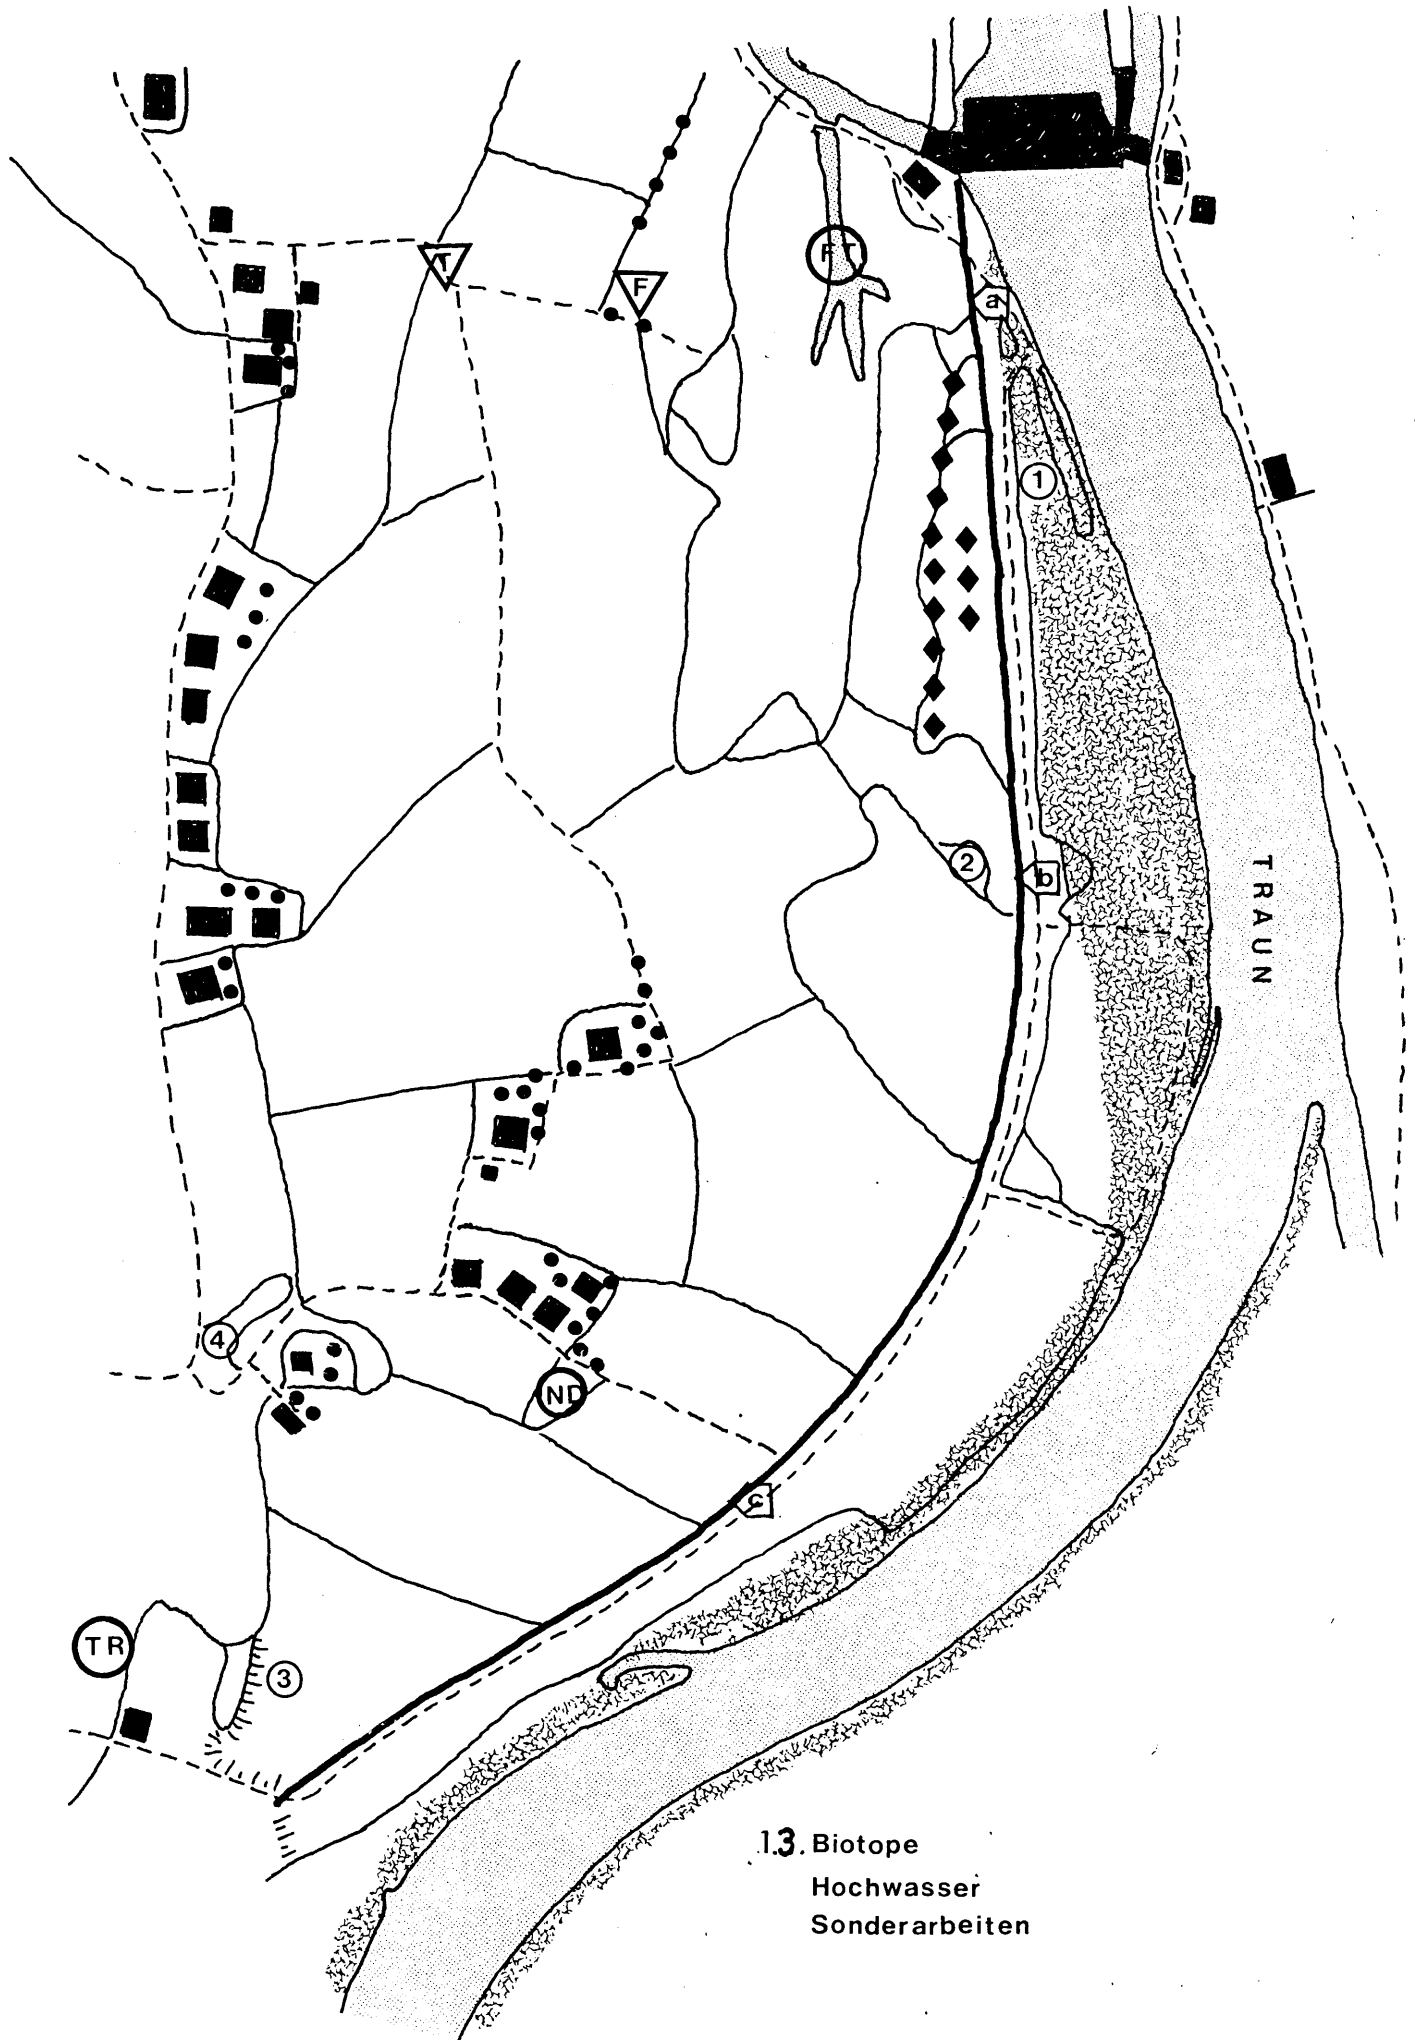 T
F
FT
a
1
2
b
TRAUN
4
ND
c
TR
3
1.3. Biotope
Hochwasser
Sonderarbeiten